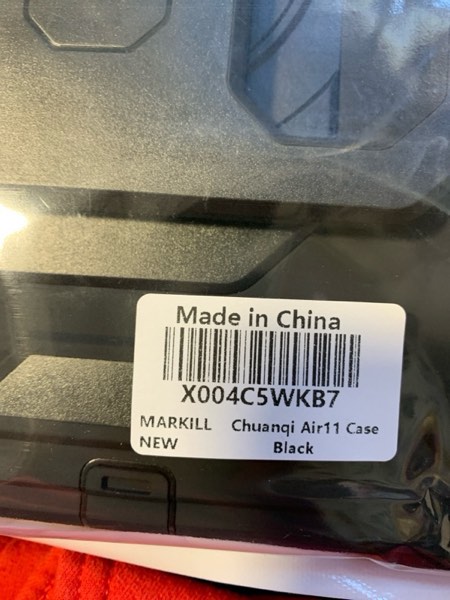 Made in China
X004C5WKB7
MARKILL Chuanqi Air11 Case
NEW Black